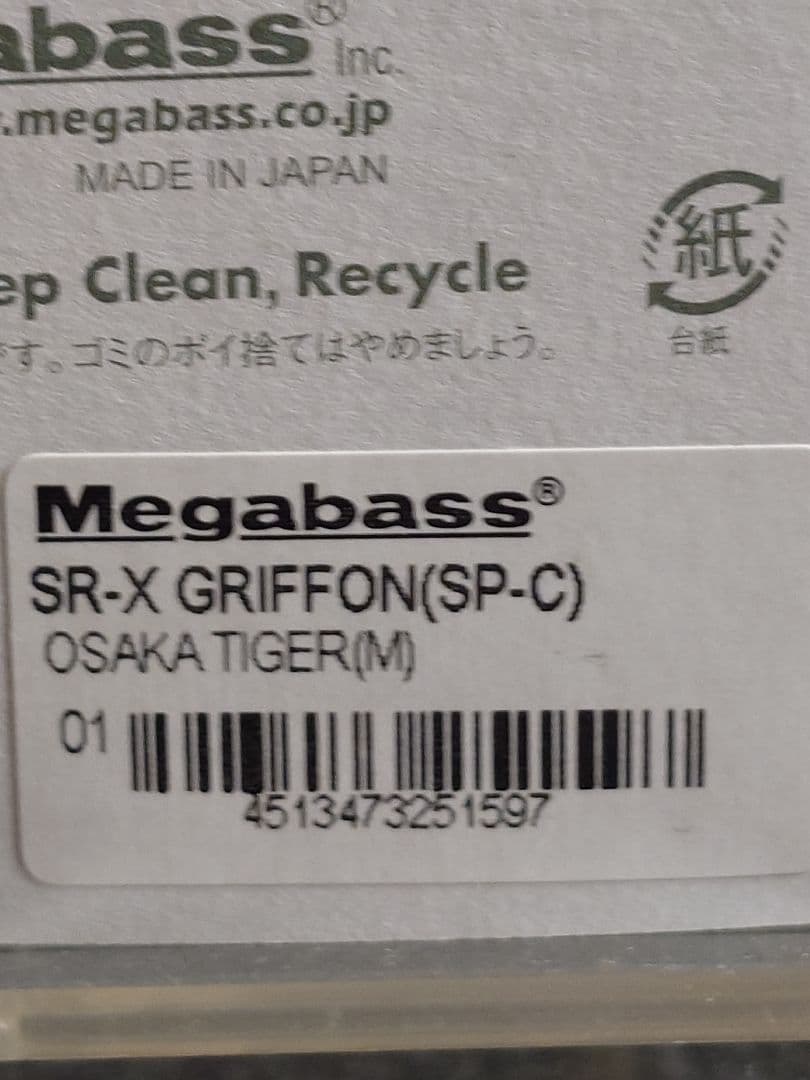 abass® Inc.
.megabass.co.jp
MADE IN JAPAN
ep Clean, Recycle
す。ゴミのポイ捨てはやめましょう。
紙
台紙
Megabass®
SR-X GRIFFON(SP-C)
OSAKA TIGER(M)
01
4513473251597